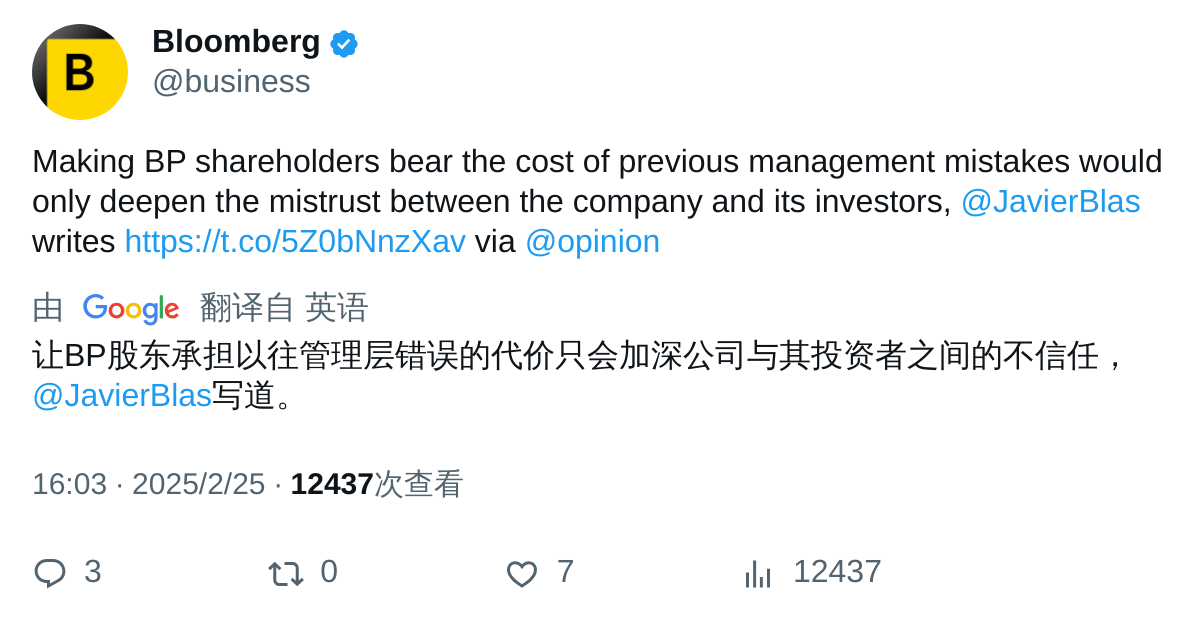 B
Bloomberg
@business
Making BP shareholders bear the cost of previous management mistakes would
only deepen the mistrust between the company and its investors, @JavierBlas
writes https://t.co/5Z0bNnzXav via @opinion
由 Google 翻译自 英语
让BP股东承担以往管理层错误的代价只会加深公司与其投资者之间的不信任，
@JavierBlas写道。
16:03 · 2025/2/25 · 12437次查看
3 0 7 12437